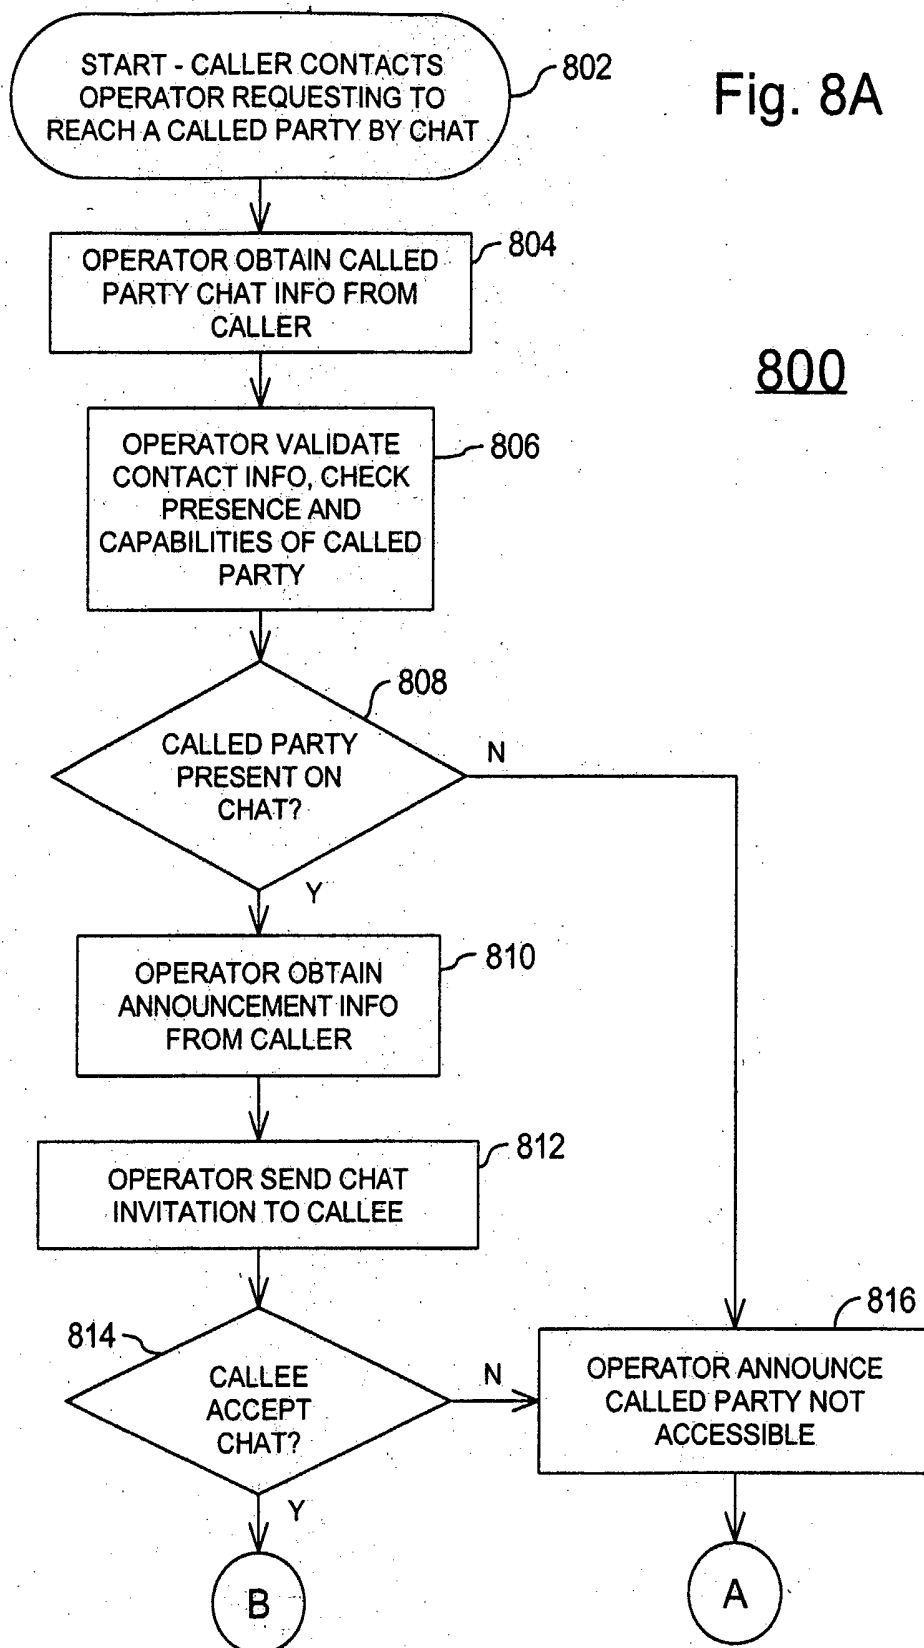 START - CALLER CONTACTS
OPERATOR REQUESTING TO
REACH A CALLED PARTY BY CHAT
802
Fig. 8A
OPERATOR OBTAIN CALLED
PARTY CHAT INFO FROM
CALLER
804
800
OPERATOR VALIDATE
CONTACT INFO, CHECK
PRESENCE AND
CAPABILITIES OF CALLED
PARTY
806
808
CALLED PARTY
PRESENT ON
CHAT?
N
Y
OPERATOR OBTAIN
ANNOUNCEMENT INFO
FROM CALLER
810
OPERATOR SEND CHAT
INVITATION TO CALLEE
812
814
CALLEE
ACCEPT
CHAT?
N
Y
816
OPERATOR ANNOUNCE
CALLED PARTY NOT
ACCESSIBLE
B
A